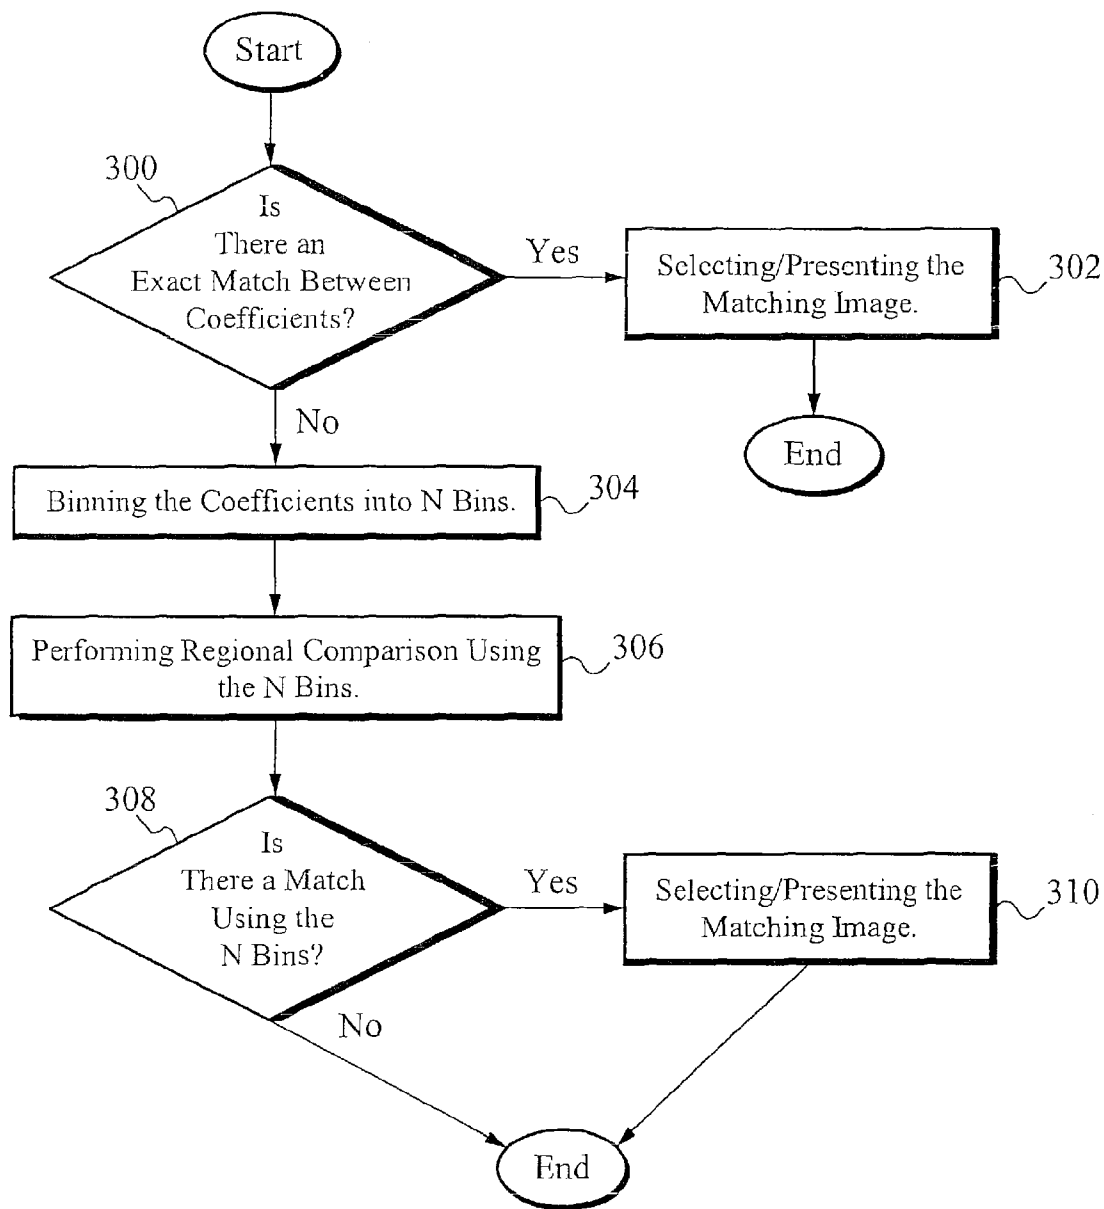 Start
300
Is
There an
Exact Match Between
Coefficients?
Yes
Selecting/Presenting the
Matching Image.
302
End
No
Binning the Coefficients into N Bins.
304
Performing Regional Comparison Using
the N Bins.
306
308
Is
There a Match
Using the
N Bins?
Yes
Selecting/Presenting the
Matching Image.
310
No
End